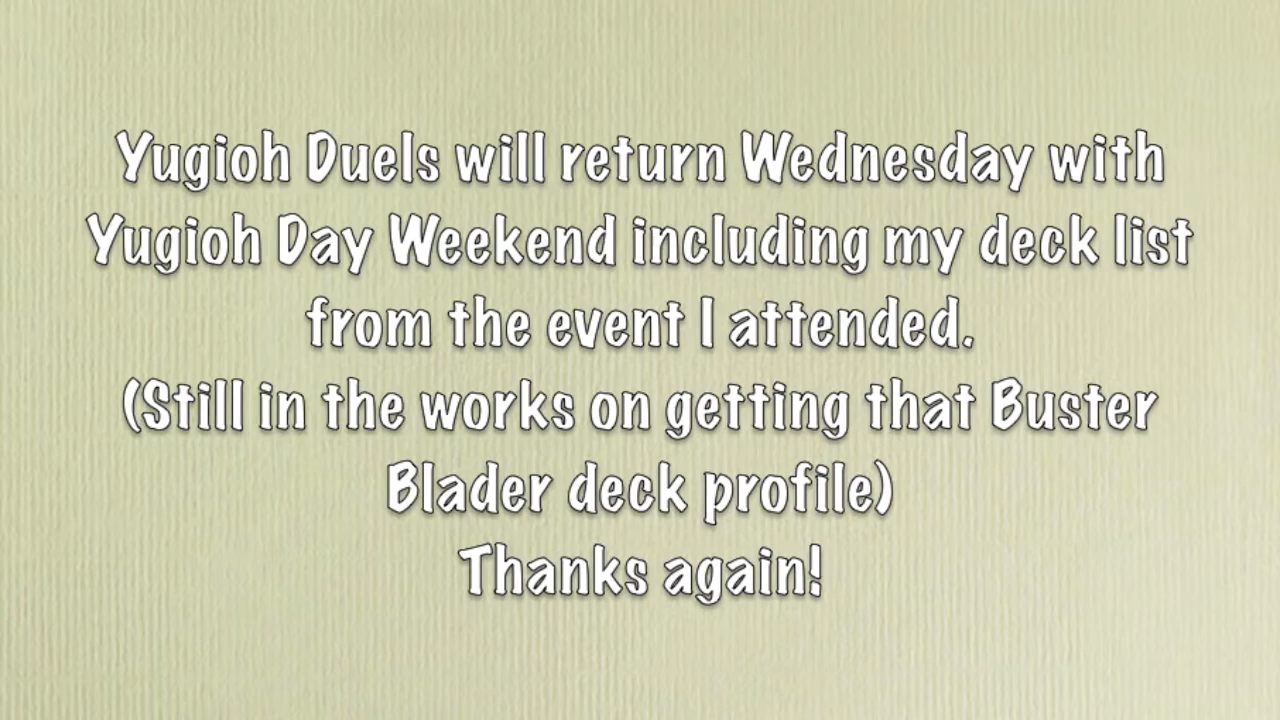 Yugioh Duels will return Wednesday with
Yugioh Day Weekend including my deck list
from the event I attended.
(Still in the works on getting that Buster
Blader deck profile)
Thanks again!